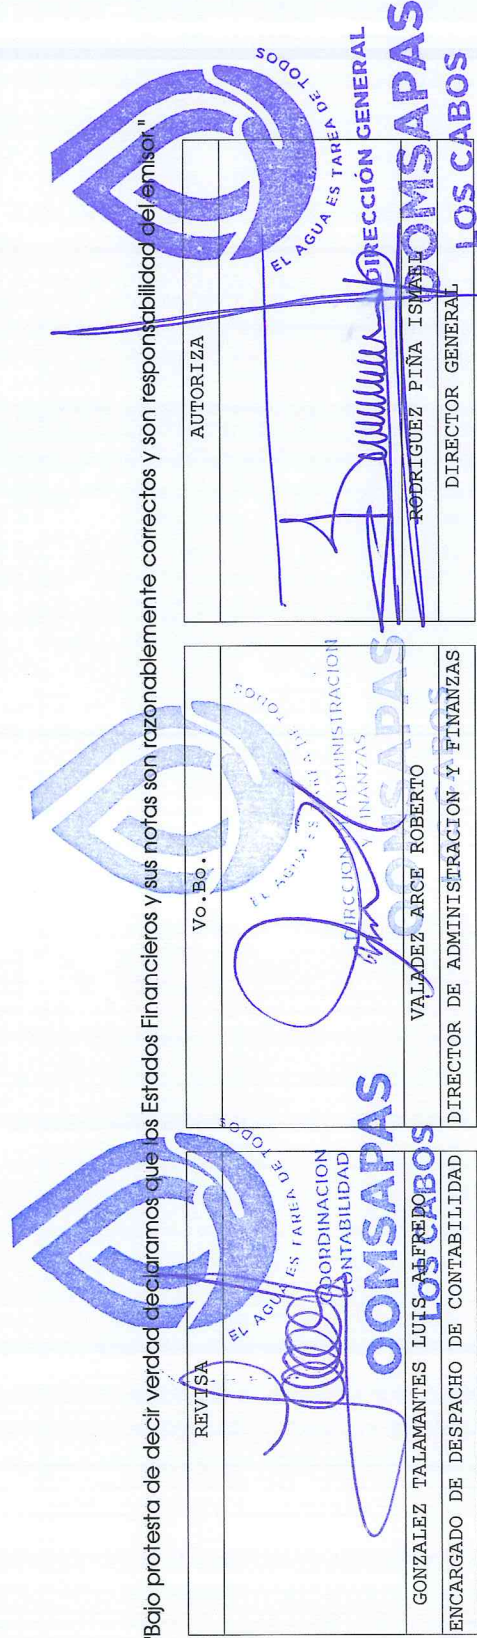 "Bajo protesta de decir verdad declaramos que los Estados Financieros y sus notas son razonablemente correctos y son responsabilidad del emisor."
REVISA
EL AGUA ES TAREA DE TODOS
COORDINACION
CONTABILIDAD
OOMSAPAS
LOS CABOS
GONZALEZ TALAMANTES LUIS ALFREDO
ENCARGADO DE DESPACHO DE CONTABILIDAD
Vo.Bo.
EL AGUA ES TAREA DE TODOS
DIRECCION ADMINISTRACION
Y FINANZAS
OOMSAPAS
LOS CABOS
VALADEZ ARCE ROBERTO
DIRECTOR DE ADMINISTRACION Y FINANZAS
AUTORIZA
EL AGUA ES TAREA DE TODOS
DIRECCIÓN GENERAL
OOMSAPAS
LOS CABOS
RODRIGUEZ PIÑA ISMAEL
DIRECTOR GENERAL